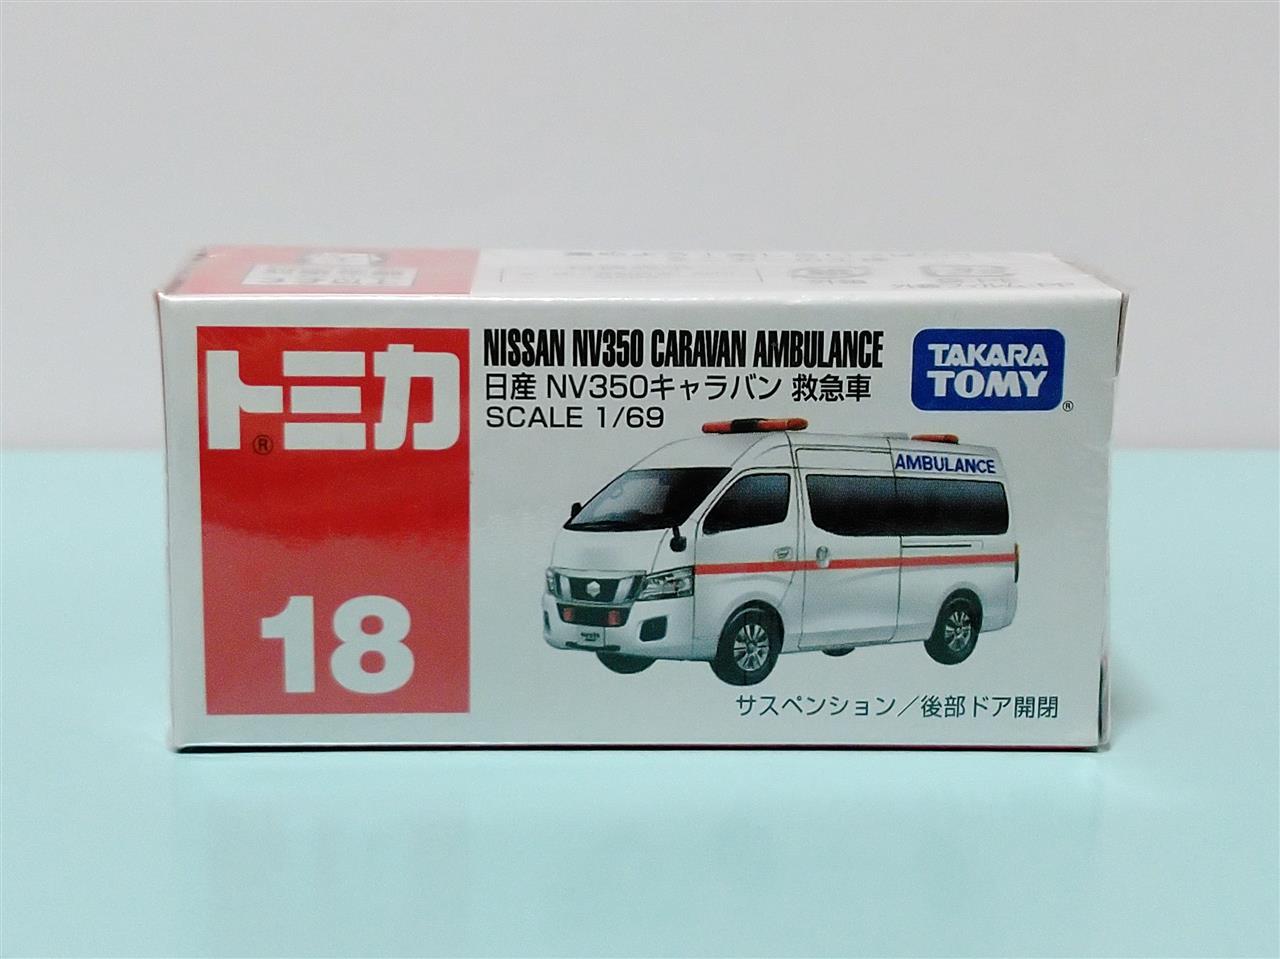 トミカ
®
18
NISSAN NV350 CARAVAN AMBULANCE
日産 NV350キャラバン 救急車
SCALE 1/69
TAKARA
TOMY
®
AMBULANCE
サスペンション／後部ドア開閉